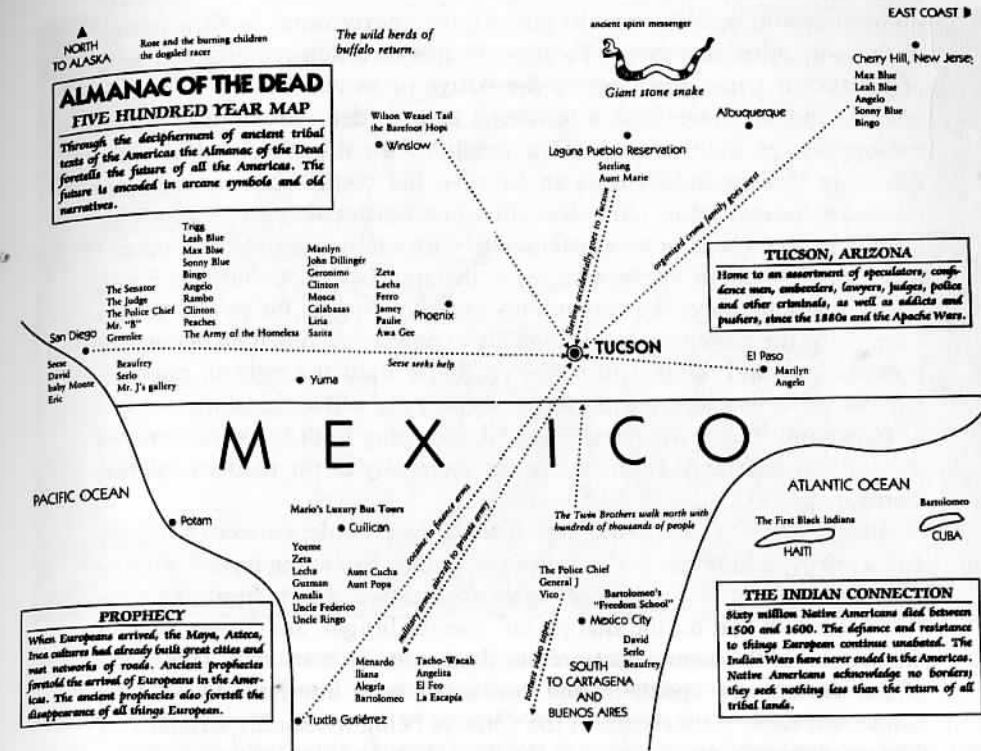 EAST COAST
NORTH
TO ALASKA
Rose and the burning children
the dogsled racer
The wild herds of
buffalo return.
ancient spirit messenger
Giant stone snake
Cherry Hill, New Jersey
Max Blue
Leah Blue
Angelo
Sonny Blue
Bingo
ALMANAC OF THE DEAD
FIVE HUNDRED YEAR MAP
Through the decipherment of ancient tribal
texts of the Americas the Almanac of the Dead
foretells the future of all the Americas. The
future is encoded in arcane symbols and old
narratives.
Wilson Weasel Tail
the Barefoot Hopi
Winslow
Albuquerque
Laguna Pueblo Reservation
Sterling
Aunt Marie
Sterling accidentally goes to Tucson
organized crime family goes west
TUCSON, ARIZONA
Home to an assortment of speculators, confi-
dence men, embezzlers, lawyers, judges, police
and other criminals, as well as addicts and
pushers, since the 1880s and the Apache Wars.
The Senator
The Judge
The Police Chief
Mr. "B"
Greenlee
Trigg
Leah Blue
Max Blue
Sonny Blue
Bingo
Angelo
Rambo
Clinton
Peaches
The Army of the Homeless
Marilyn
John Dillinger
Geronimo
Clinton
Mosca
Calabazas
Liria
Sarita
Zeta
Lecha
Ferro
Jamey
Paulie
Awa Gee
Phoenix
San Diego
Seese
David
baby Monte
Eric
Beaufrey
Serlo
Mr. J's gallery
Seese seeks help
TUCSON
Yuma
El Paso
Marilyn
Angelo
MEXICO
PACIFIC OCEAN
ATLANTIC OCEAN
Potam
Mario's Luxury Bus Tours
Culiacan
Yoeme
Zeta
Lecha
Guzman
Amalia
Uncle Federico
Uncle Ringo
Aunt Cucha
Aunt Popa
cocaine to finance arms
military arms, aircraft to private army
The Twin Brothers walk north with
hundreds of thousands of people
The First Black Indians
HAITI
Bartolomeo
CUBA
The Police Chief
General J
Vico
Bartolomeo's
"Freedom School"
Mexico City
David
Serlo
Beaufrey
SOUTH
TO CARTAGENA
AND
BUENOS AIRES
PROPHECY
When Europeans arrived, the Maya, Azteca,
Inca cultures had already built great cities and
vast networks of roads. Ancient prophecies
foretold the arrival of Europeans in the Amer-
icas. The ancient prophecies also foretell the
disappearance of all things European.
Menardo
Iliana
Alegría
Bartolomeo
Tacho-Wacah
Angelita
El Feo
La Escapía
Tuxtla Gutiérrez
THE INDIAN CONNECTION
Sixty million Native Americans died between
1500 and 1600. The defiance and resistance
to things European continue unabated. The
Indian Wars have never ended in the Americas.
Native Americans acknowledge no borders;
they seek nothing less than the return of all
tribal lands.